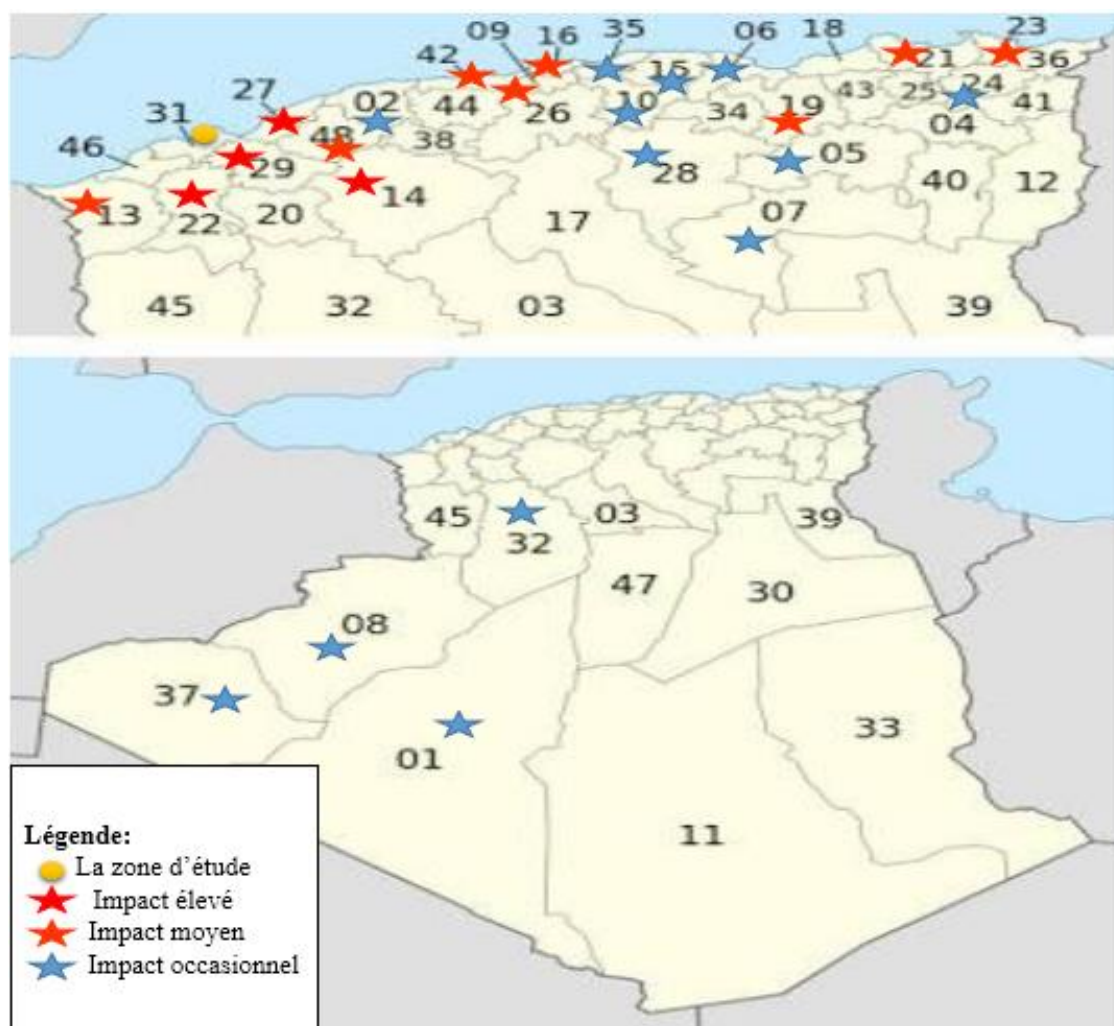 23
09 16 35 06 18
42 21 36
27 15 24
02 44 26 10 34 19 43 25 41
31 48 38 04
46 29 28 05
14 40 12
13 22 20 17 07
45 32 03 39
45 03 39
32
47 30
08
37
01 33
11
Légende:
La zone d’étude
Impact élevé
Impact moyen
Impact occasionnel